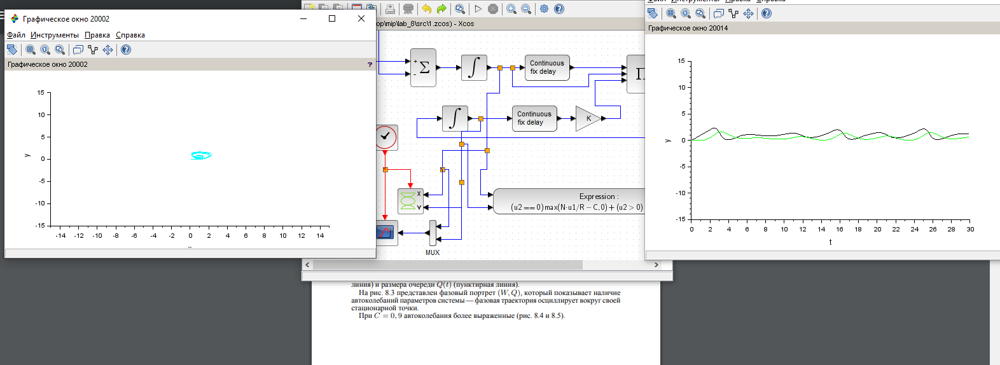 Графическое окно 20002
Файл Инструменты Правка Справка
Графическое окно 20002 ?
15
10
5
0
-5
-10
-15
y
-14 -12 -10 -8 -6 -4 -2 0 2 4 6 8 10 12 14
op\mip\lab_8\src\1.zcos) - Xcos
+
-
Σ
∫
Continuous
fix delay
∫
Continuous
fix delay
K
X
Y
MUX
Expression :
(u2 == 0) max(N·u1/R − C, 0) + (u2 > 0)
линия) и размера очереди Q(t) (пунктирная линия).
На рис. 8.3 представлен фазовый портрет (W, Q), который показывает наличие
автоколебаний параметров системы — фазовая траектория осциллирует вокруг своей
стационарной точки.
При C = 0, 9 автоколебания более выраженные (рис. 8.4 и 8.5).
Графическое окно 20014
15
10
5
0
-5
-10
-15
y
0 2 4 6 8 10 12 14 16 18 20 22 24 26 28 30
t